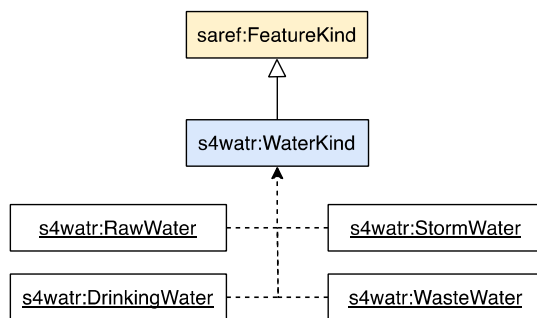 saref:FeatureKind
s4watr:WaterKind
s4watr:RawWater
s4watr:StormWater
s4watr:DrinkingWater
s4watr:WasteWater